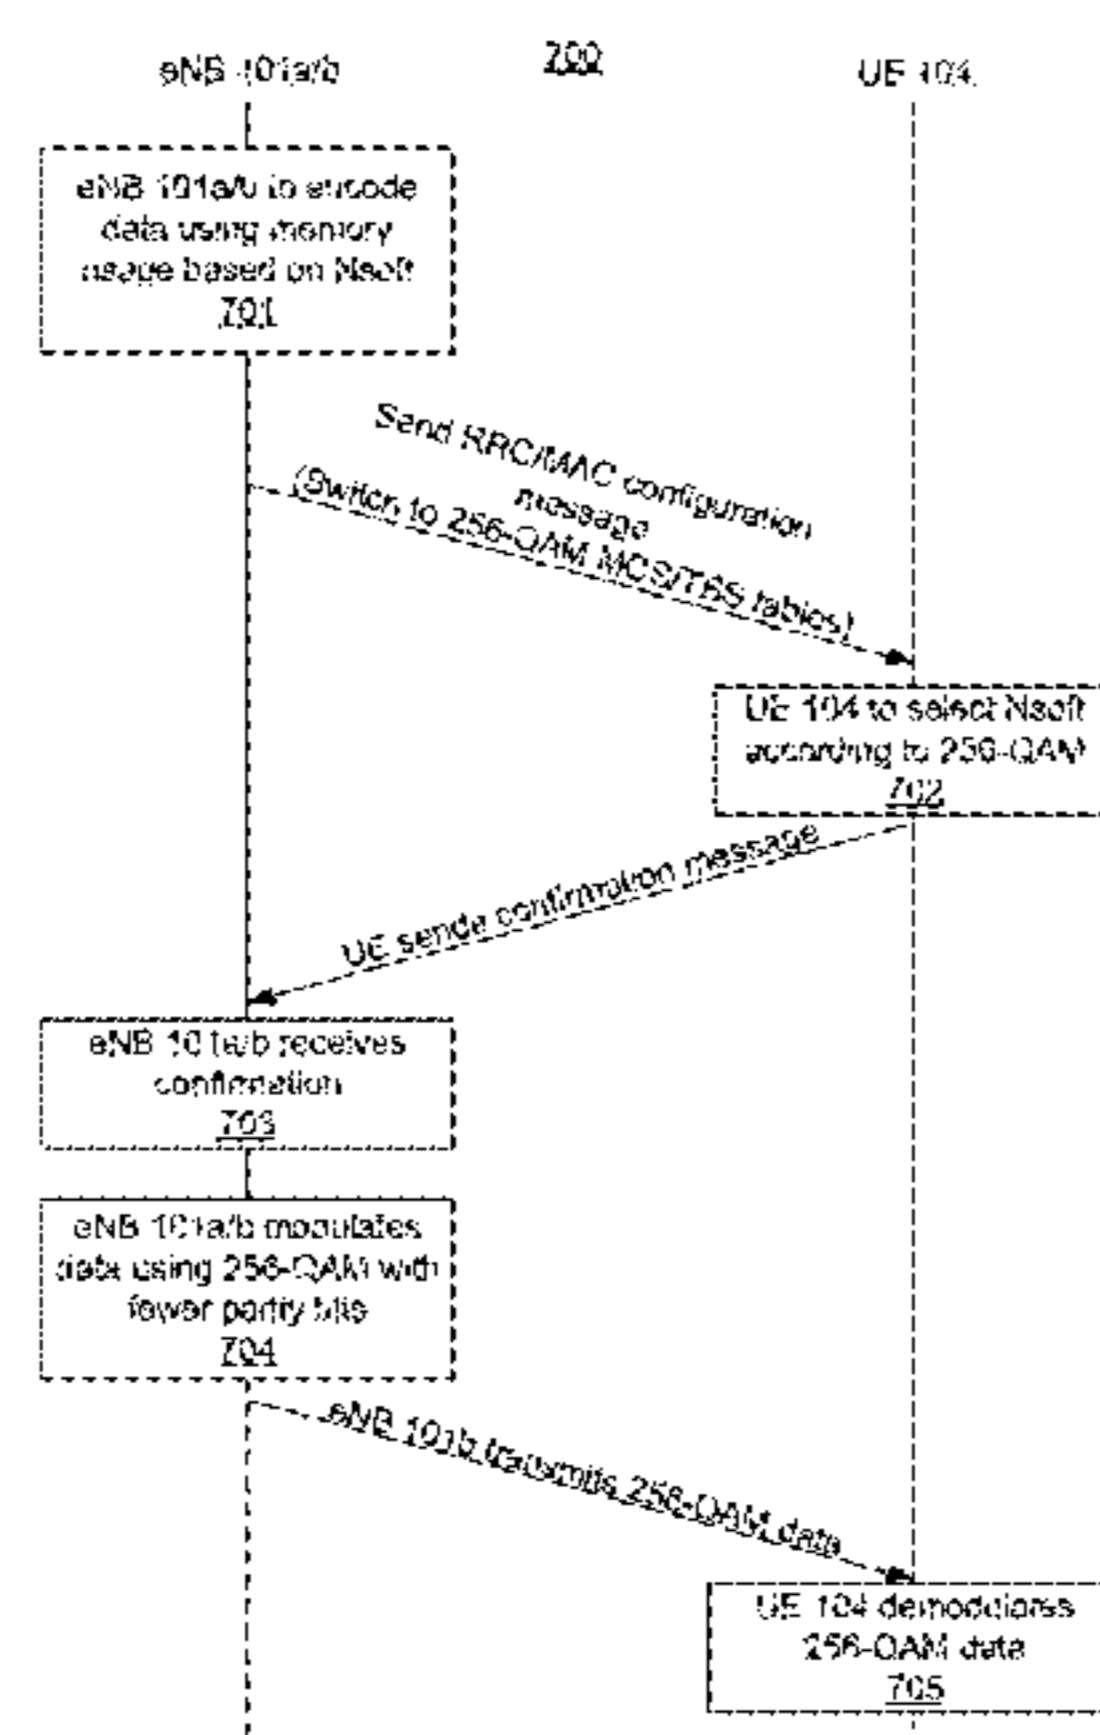 700
eNB 101a/b
UE 104
eNB 101a/b to encode
data using memory
usage based on Nsoft
701
Send RRC/MAC configuration
message
(Switch to 256-QAM MCS/TBS tables)
UE 104 to select Nsoft
according to 256-QAM
702
UE sends confirmation message
eNB 101a/b receives
confirmation
703
eNB 101a/b modulates
data using 256-QAM with
fewer parity bits
704
eNB 101b transmits 256-QAM data
UE 104 demodulates
256-QAM data
705